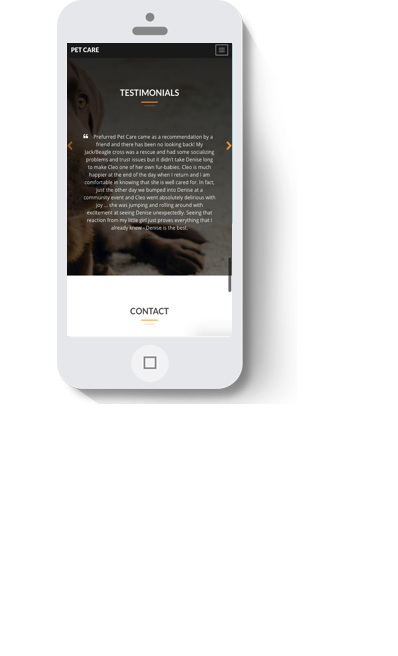 PET CARE
TESTIMONIALS
❝ Preferred Pet Care came as a recommendation by a
friend and there has been no looking back! My
Jack/Beagle cross was a rescue and had some socializing
problems and trust issues but it didn't take Denise long
to make Cleo one of her own fur-babies. Cleo is much
happier at the end of the day when I return and I am
comfortable in knowing that she is well cared for. In fact,
just the other day we bumped into Denise at a
community event and Cleo went absolutely delirious with
joy ... she was jumping and rolling around with
excitement at seeing Denise unexpectedly. Seeing that
reaction from my little girl just proves everything that I
already knew - Denise is the best.
CONTACT